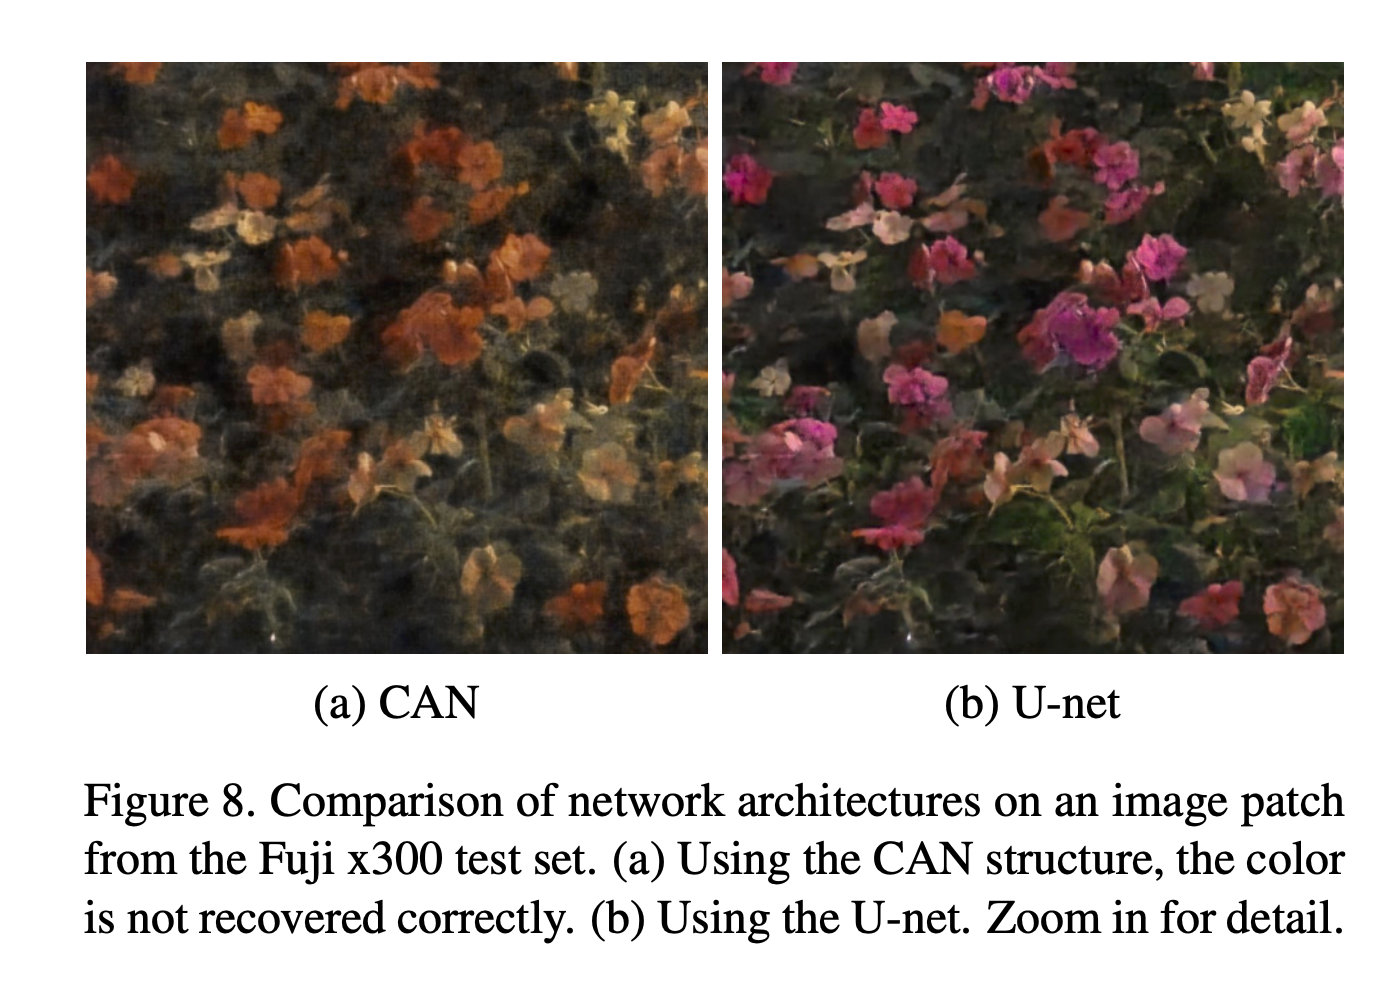 (a) CAN
(b) U-net
Figure 8. Comparison of network architectures on an image patch
from the Fuji x300 test set. (a) Using the CAN structure, the color
is not recovered correctly. (b) Using the U-net. Zoom in for detail.